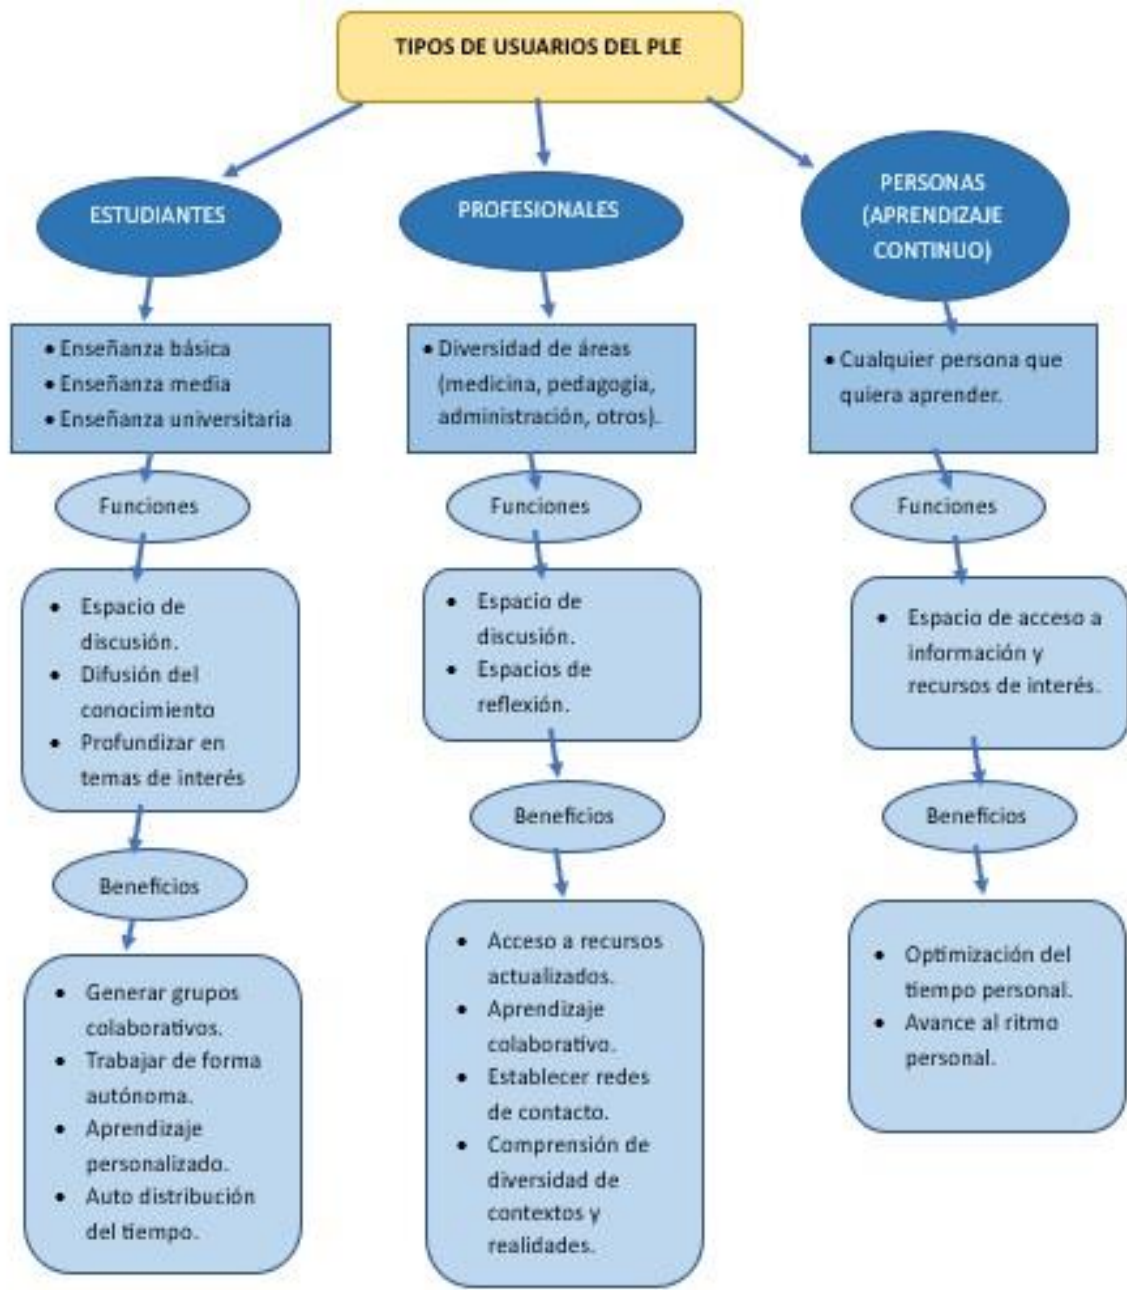 TIPOS DE USUARIOS DEL PLE
ESTUDIANTES
• Enseñanza básica
• Enseñanza media
• Enseñanza universitaria
Funciones
• Espacio de
discusión.
• Difusión del
conocimiento
• Profundizar en
temas de interés
Beneficios
• Generar grupos
colaborativos.
• Trabajar de forma
autónoma.
• Aprendizaje
personalizado.
• Auto distribución
del tiempo.
PROFESIONALES
• Diversidad de áreas
(medicina, pedagogía,
administración, otros).
Funciones
• Espacio de
discusión.
• Espacios de
reflexión.
Beneficios
• Acceso a recursos
actualizados.
• Aprendizaje
colaborativo.
• Establecer redes
de contacto.
• Comprensión de
diversidad de
contextos y
realidades.
PERSONAS
(APRENDIZAJE
CONTINUO)
• Cualquier persona que
quiera aprender.
Funciones
• Espacio de acceso a
información y
recursos de interés.
Beneficios
• Optimización del
tiempo personal.
• Avance al ritmo
personal.